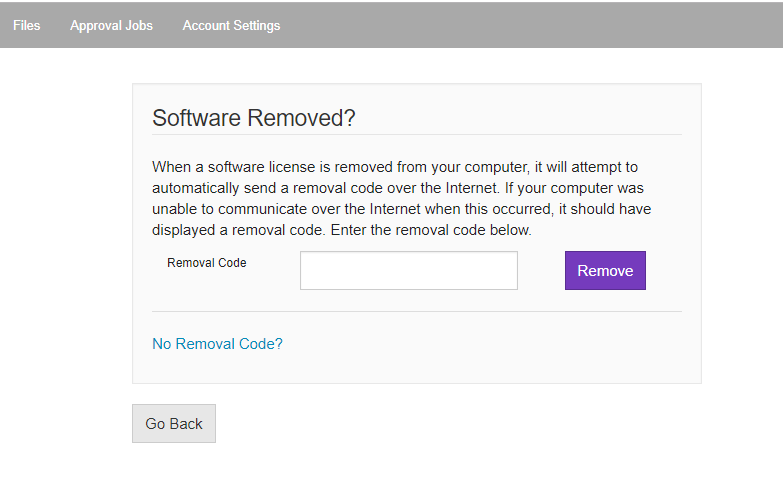 Files Approval Jobs Account Settings
Software Removed?
When a software license is removed from your computer, it will attempt to
automatically send a removal code over the Internet. If your computer was
unable to communicate over the Internet when this occurred, it should have
displayed a removal code. Enter the removal code below.
Removal Code Remove
No Removal Code?
Go Back